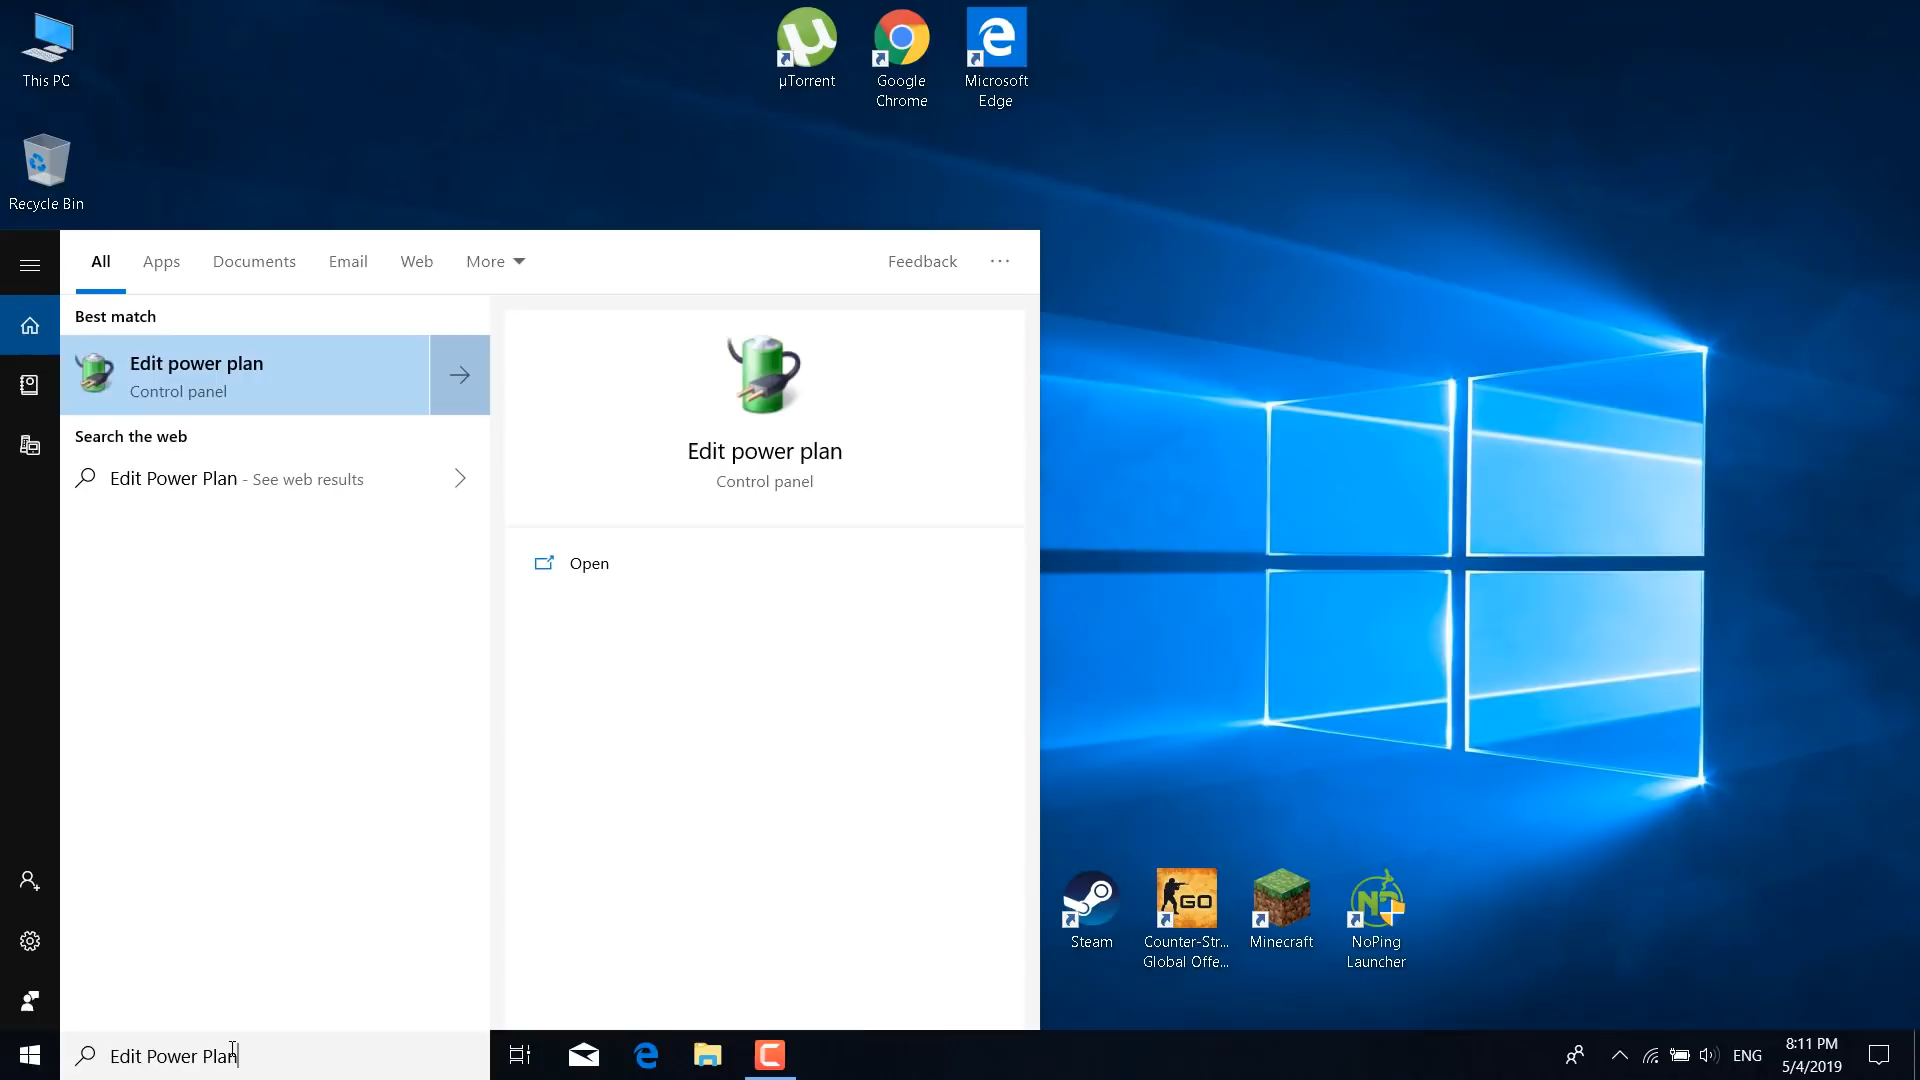 This PC
µTorrent
Google
Chrome
Microsoft
Edge
Recycle Bin
All
Apps
Documents
Email
Web
More
Feedback
Best match
Edit power plan
Control panel
Search the web
Edit Power Plan - See web results
Edit power plan
Control panel
Open
Steam
GO
Counter-Str...
Global Offe...
Minecraft
NP
NoPing
Launcher
Edit Power Plan
ENG
8:11 PM
5/4/2019